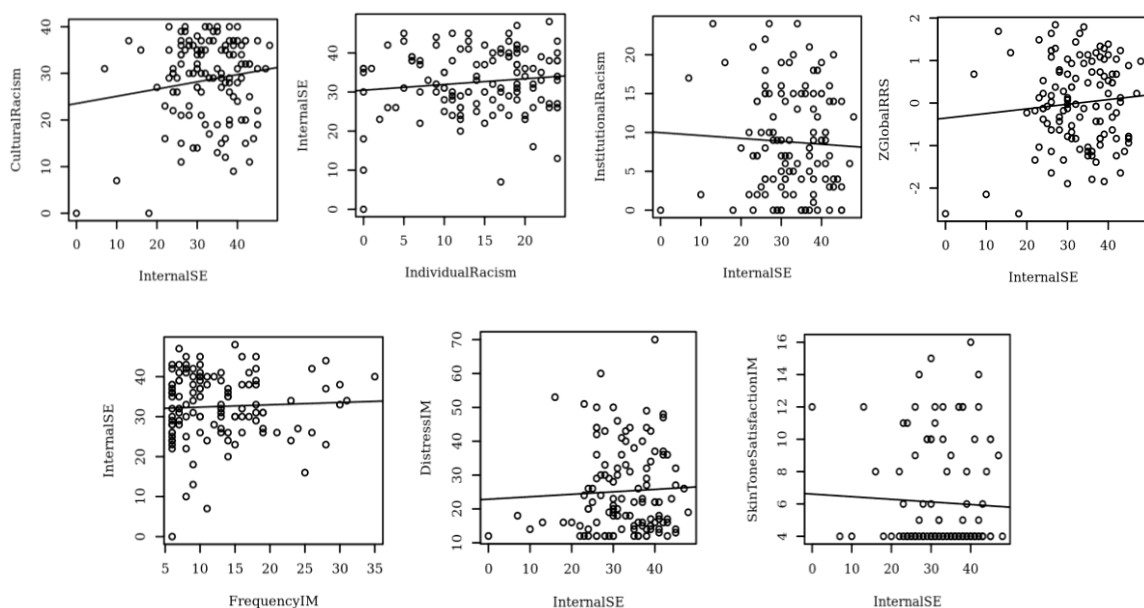 CulturalRacism
40
30
20
10
0
0 10 20 30 40
InternalSE
InternalSE
40
30
20
10
0
0 5 10 15 20
IndividualRacism
InstitutionalRacism
20
15
10
5
0
0 10 20 30 40
InternalSE
ZGlobalRRS
2
1
0
-2
0 10 20 30 40
InternalSE
InternalSE
40
30
20
10
0
5 10 15 20 25 30 35
FrequencyIM
DistressIM
70
60
50
40
30
20
10
0 10 20 30 40
InternalSE
SkinToneSatisfactionIM
16
14
12
10
8
6
4
0 10 20 30 40
InternalSE